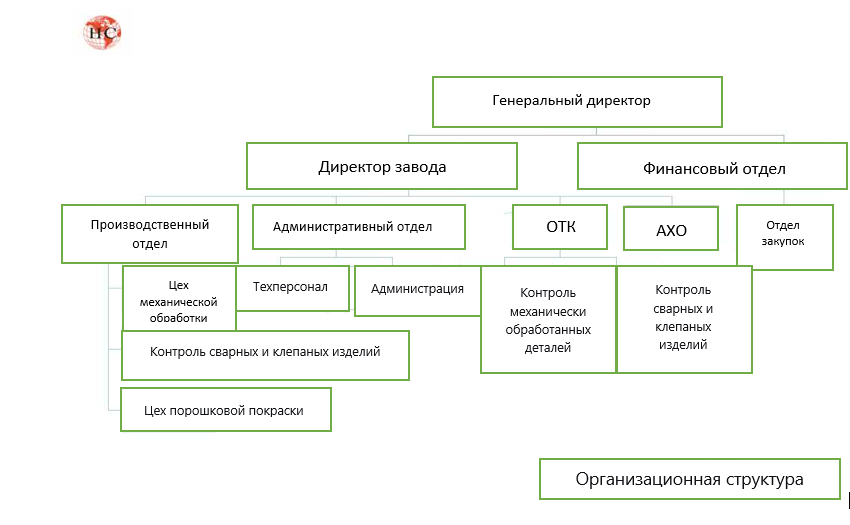 НС
Генеральный директор
Директор завода
Финансовый отдел
Производственный
отдел
Административный отдел
ОТК
АХО
Отдел
закупок
Цех
механической
обработки
Техперсонал
Администрация
Контроль
механически
обработанных
деталей
Контроль
сварных и
клепаных
изделий
Контроль сварных и клепаных изделий
Цех порошковой покраски
Организационная структура